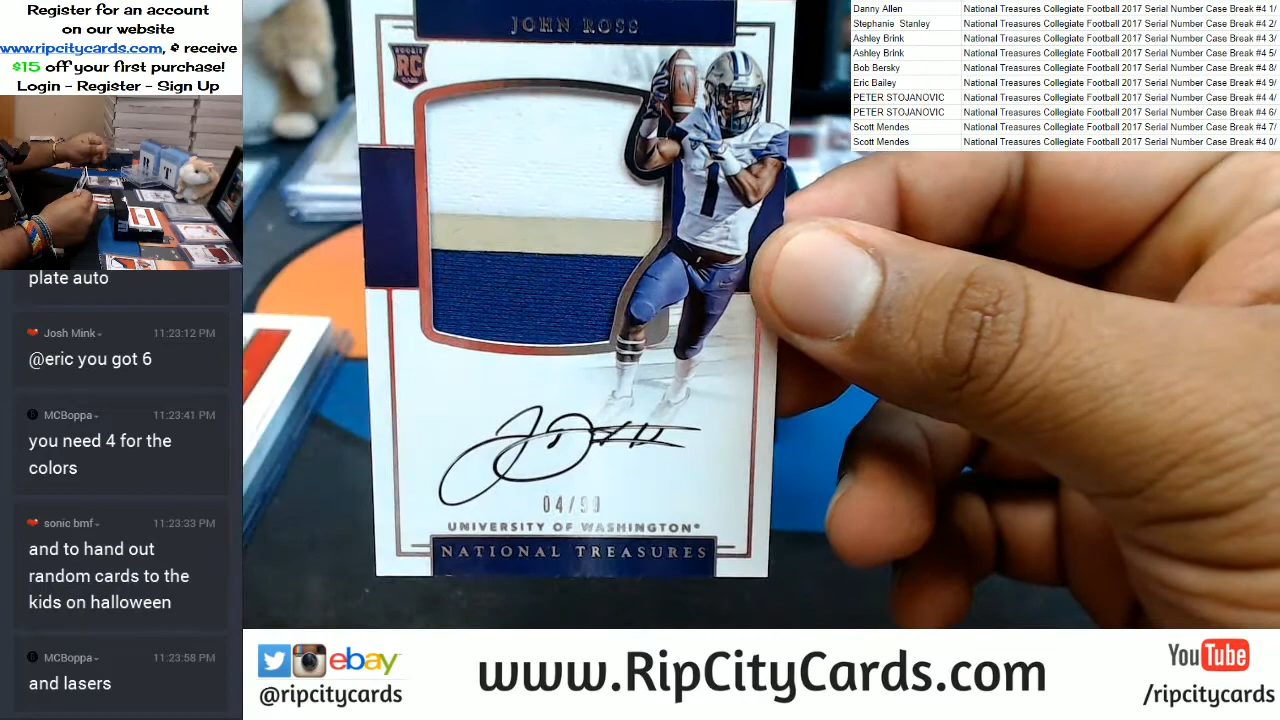 Register for an account
on our website
www.ripcitycards.com, & receive
$15 off your first purchase!
Login - Register - Sign Up
plate auto
Josh Mink
11:23:12 PM
@eric you got 6
MCBoppa
11:23:41 PM
you need 4 for the
colors
sonic bmf
11:23:33 PM
and to hand out
random cards to the
kids on halloween
MCBoppa
11:23:58 PM
and lasers
JOHN ROSS
RC
1
04/99
UNIVERSITY OF WASHINGTON®
NATIONAL TREASURES
Danny Allen National Treasures Collegiate Football 2017 Serial Number Case Break #4 1/
Stephanie Stanley National Treasures Collegiate Football 2017 Serial Number Case Break #4 2/
Ashley Brink National Treasures Collegiate Football 2017 Serial Number Case Break #4 3/
Ashley Brink National Treasures Collegiate Football 2017 Serial Number Case Break #4 5/
Bob Bersky National Treasures Collegiate Football 2017 Serial Number Case Break #4 8/
Eric Bailey National Treasures Collegiate Football 2017 Serial Number Case Break #4 9/
PETER STOJANOVIC National Treasures Collegiate Football 2017 Serial Number Case Break #4 4/
PETER STOJANOVIC National Treasures Collegiate Football 2017 Serial Number Case Break #4 6/
Scott Mendes National Treasures Collegiate Football 2017 Serial Number Case Break #4 7/
Scott Mendes National Treasures Collegiate Football 2017 Serial Number Case Break #4 0/
ebay
@ripcitycards
www.RipCityCards.com
YouTube
/ripcitycards